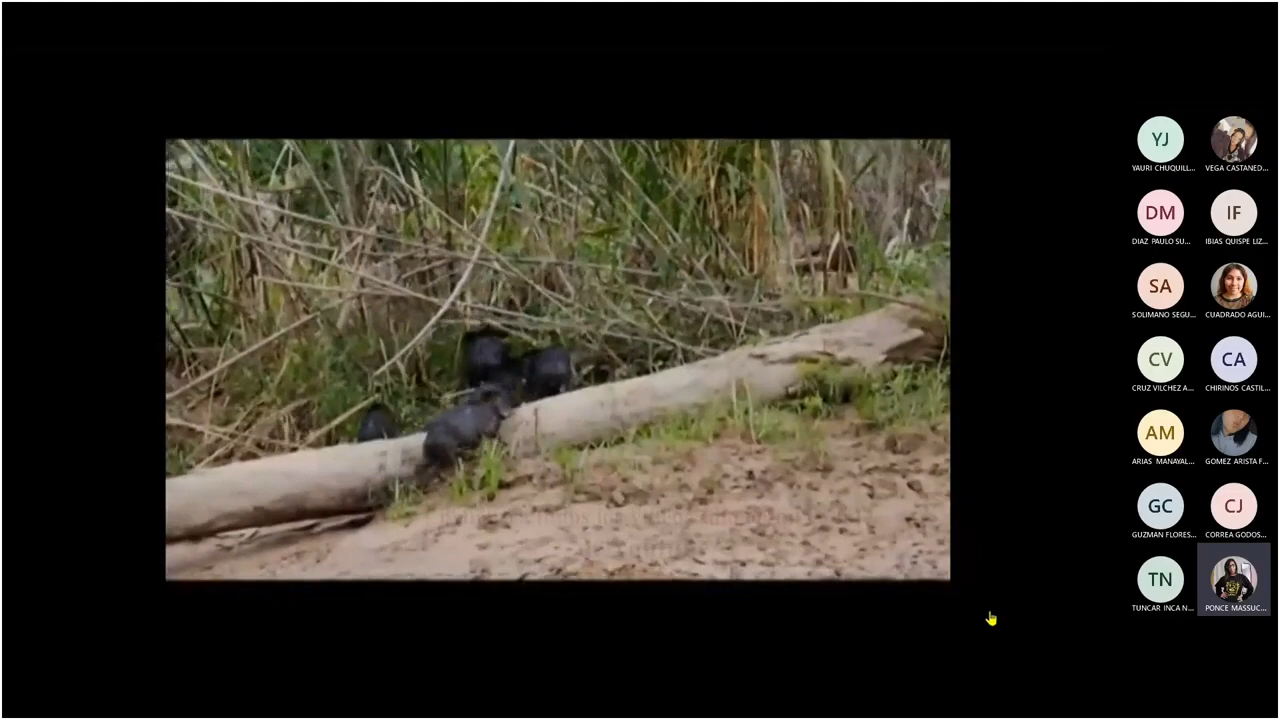 YJ
YAURI CHUQUILL...
VEGA CASTANED...
DM
IF
DIAZ PAULO SU...
IBIAS QUISPE LIZ...
SA
SOLIMANO SEGU...
CUADRADO AGUI...
CV
CA
CRUZ VILCHEZ A...
CHIRINOS CASTIL...
AM
ARIAS MANAYAL...
GOMEZ ARISTA F...
GC
CJ
GUZMAN FLORES...
CORREA GODOS...
TN
TUNCAR INCA N...
PONCE MASSUC...